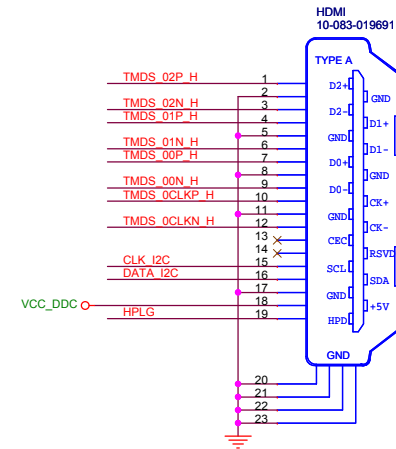 HDMI
10-083-019691
TYPE A
TMDS_02P_H 1 D2+
2 GND
TMDS_02N_H 3 D2-
TMDS_01P_H 4 D1+
5 GND
TMDS_01N_H 6 D1-
TMDS_00P_H 7 D0+
8 GND
TMDS_00N_H 9 D0-
TMDS_0CLKP_H 10 CK+
11 GND
TMDS_0CLKN_H 12 CK-
13 CEC
14 RSVD
CLK_I2C 15 SCL
DATA_I2C 16 SDA
17 GND
VCC_DDC 18 +5V
HPLG 19 HPD
GND
20
21
22
23